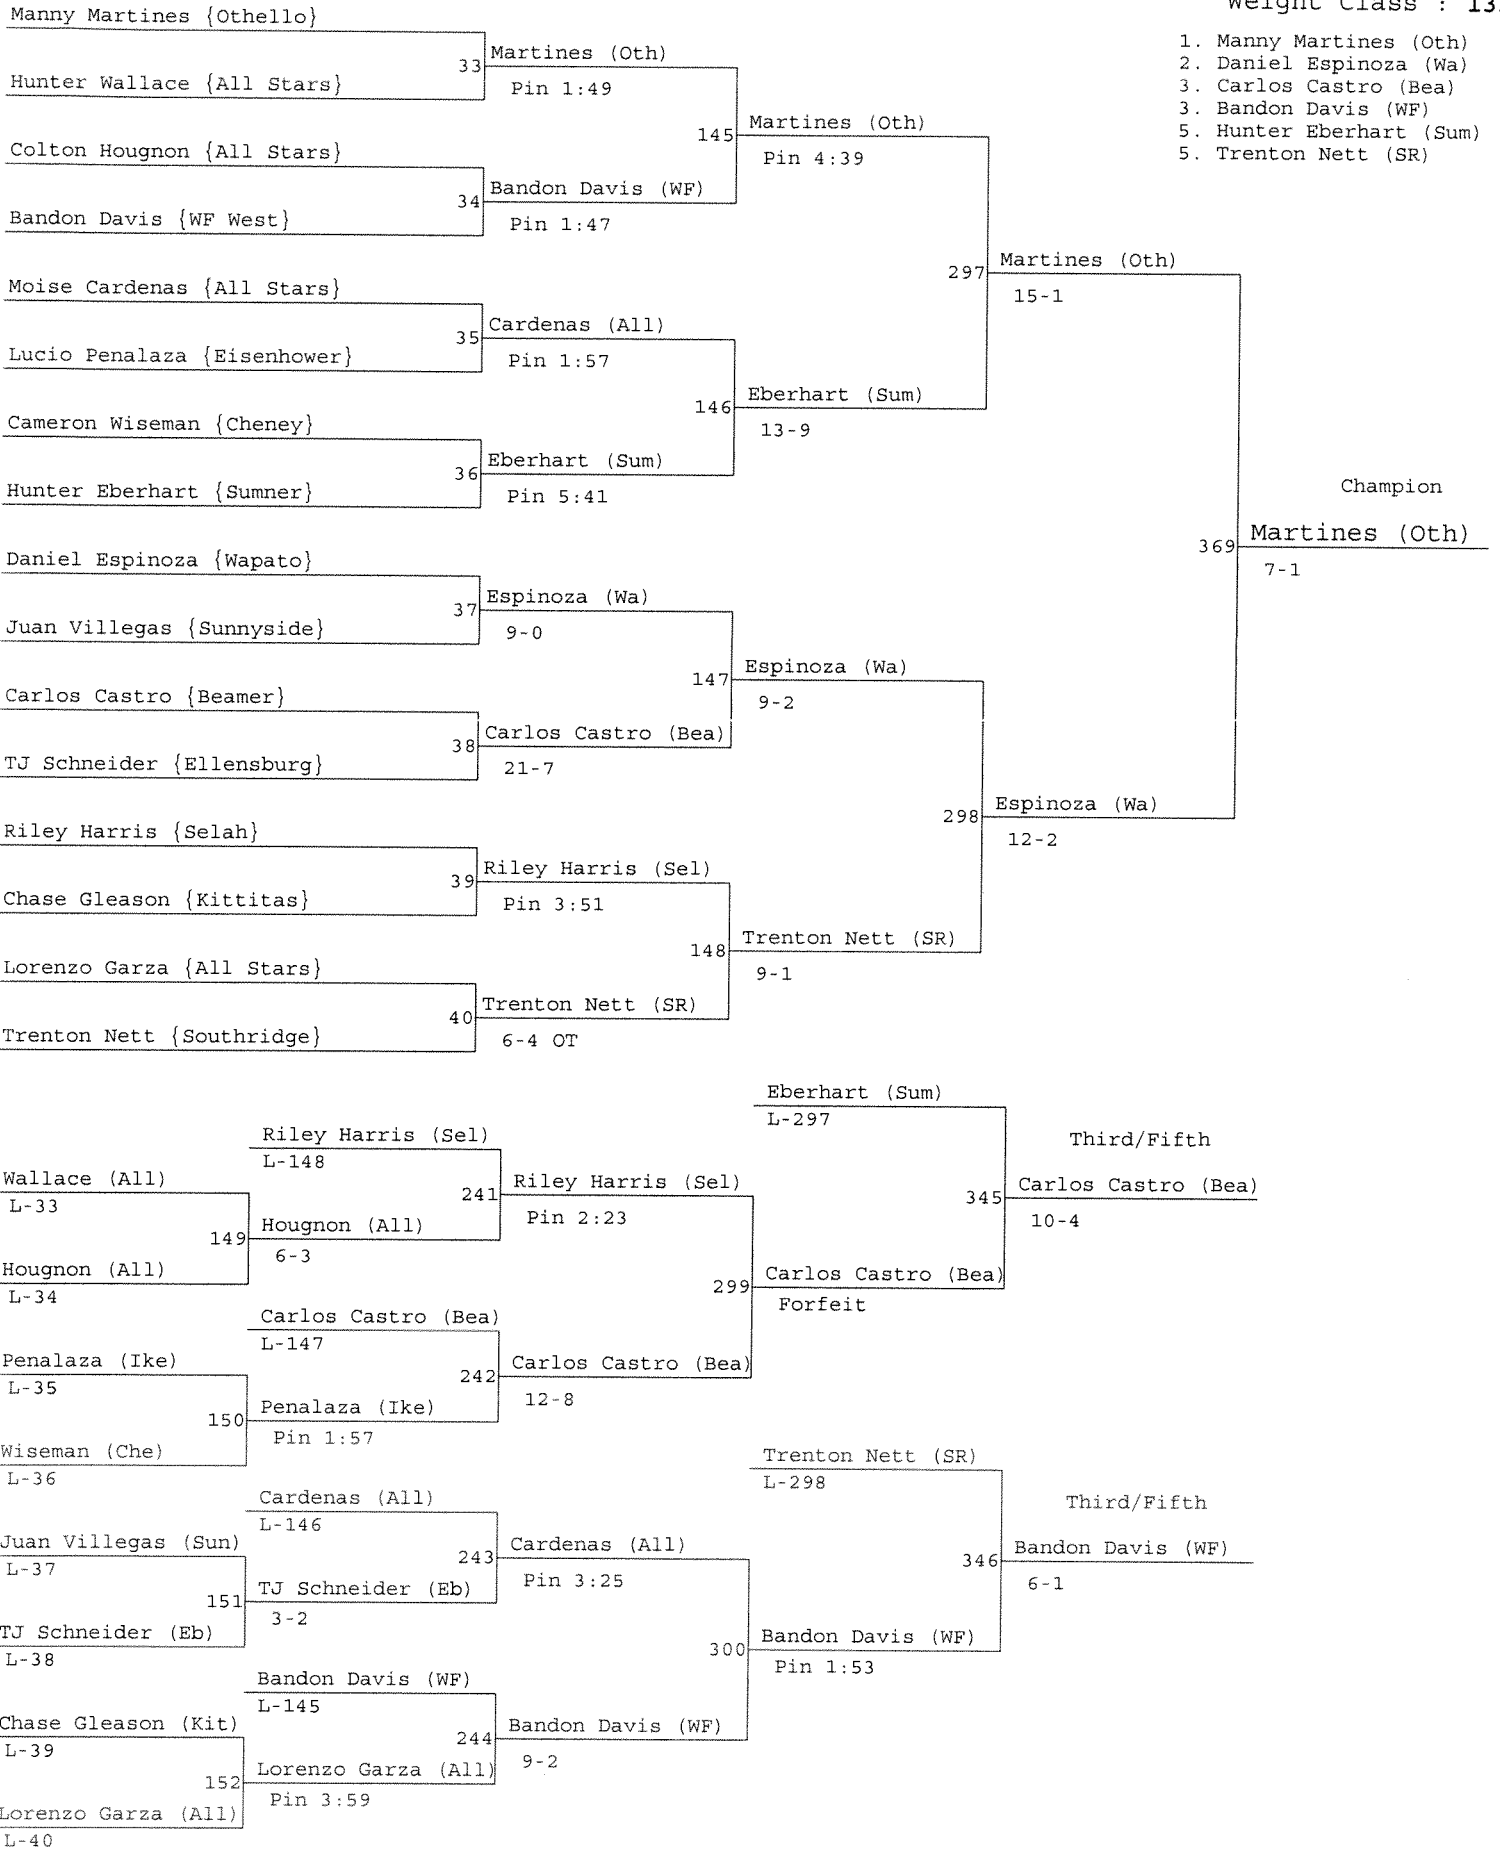 Weight Class :
1. Manny Martines (Oth)
2. Daniel Espinoza (Wa)
3. Carlos Castro (Bea)
3. Bandon Davis (WF)
5. Hunter Eberhart (Sum)
5. Trenton Nett (SR)
Manny Martines {Othello}
33
Martines (Oth)
Hunter Wallace {All Stars}
Pin 1:49
145
Martines (Oth)
Pin 4:39
Colton Hougnon {All Stars}
34
Bandon Davis (WF)
Bandon Davis {WF West}
Pin 1:47
297
Martines (Oth)
15-1
Moise Cardenas {All Stars}
35
Cardenas (All)
Lucio Penalaza {Eisenhower}
Pin 1:57
146
Eberhart (Sum)
13-9
Cameron Wiseman {Cheney}
36
Eberhart (Sum)
Hunter Eberhart {Sumner}
Pin 5:41
Champion
369
Martines (Oth)
7-1
Daniel Espinoza {Wapato}
37
Espinoza (Wa)
Juan Villegas {Sunnyside}
9-0
147
Espinoza (Wa)
9-2
Carlos Castro {Beamer}
38
Carlos Castro (Bea)
TJ Schneider {Ellensburg}
21-7
298
Espinoza (Wa)
12-2
Riley Harris {Selah}
39
Riley Harris (Sel)
Chase Gleason {Kittitas}
Pin 3:51
148
Trenton Nett (SR)
9-1
Lorenzo Garza {All Stars}
40
Trenton Nett (SR)
Trenton Nett {Southridge}
6-4 OT
Eberhart (Sum)
L-297
Third/Fifth
Riley Harris (Sel)
L-148
Wallace (All)
L-33
241
Riley Harris (Sel)
Pin 2:23
345
Carlos Castro (Bea)
10-4
149
Hougnon (All)
6-3
Hougnon (All)
L-34
299
Carlos Castro (Bea)
Forfeit
Carlos Castro (Bea)
L-147
Penalaza (Ike)
L-35
242
Carlos Castro (Bea)
12-8
150
Penalaza (Ike)
Pin 1:57
Wiseman (Che)
L-36
Trenton Nett (SR)
L-298
Third/Fifth
Cardenas (All)
L-146
Juan Villegas (Sun)
L-37
243
Cardenas (All)
Pin 3:25
346
Bandon Davis (WF)
6-1
151
TJ Schneider (Eb)
3-2
TJ Schneider (Eb)
L-38
300
Bandon Davis (WF)
Pin 1:53
Bandon Davis (WF)
L-145
Chase Gleason (Kit)
L-39
244
Bandon Davis (WF)
9-2
152
Lorenzo Garza (All)
Pin 3:59
Lorenzo Garza (All)
L-40